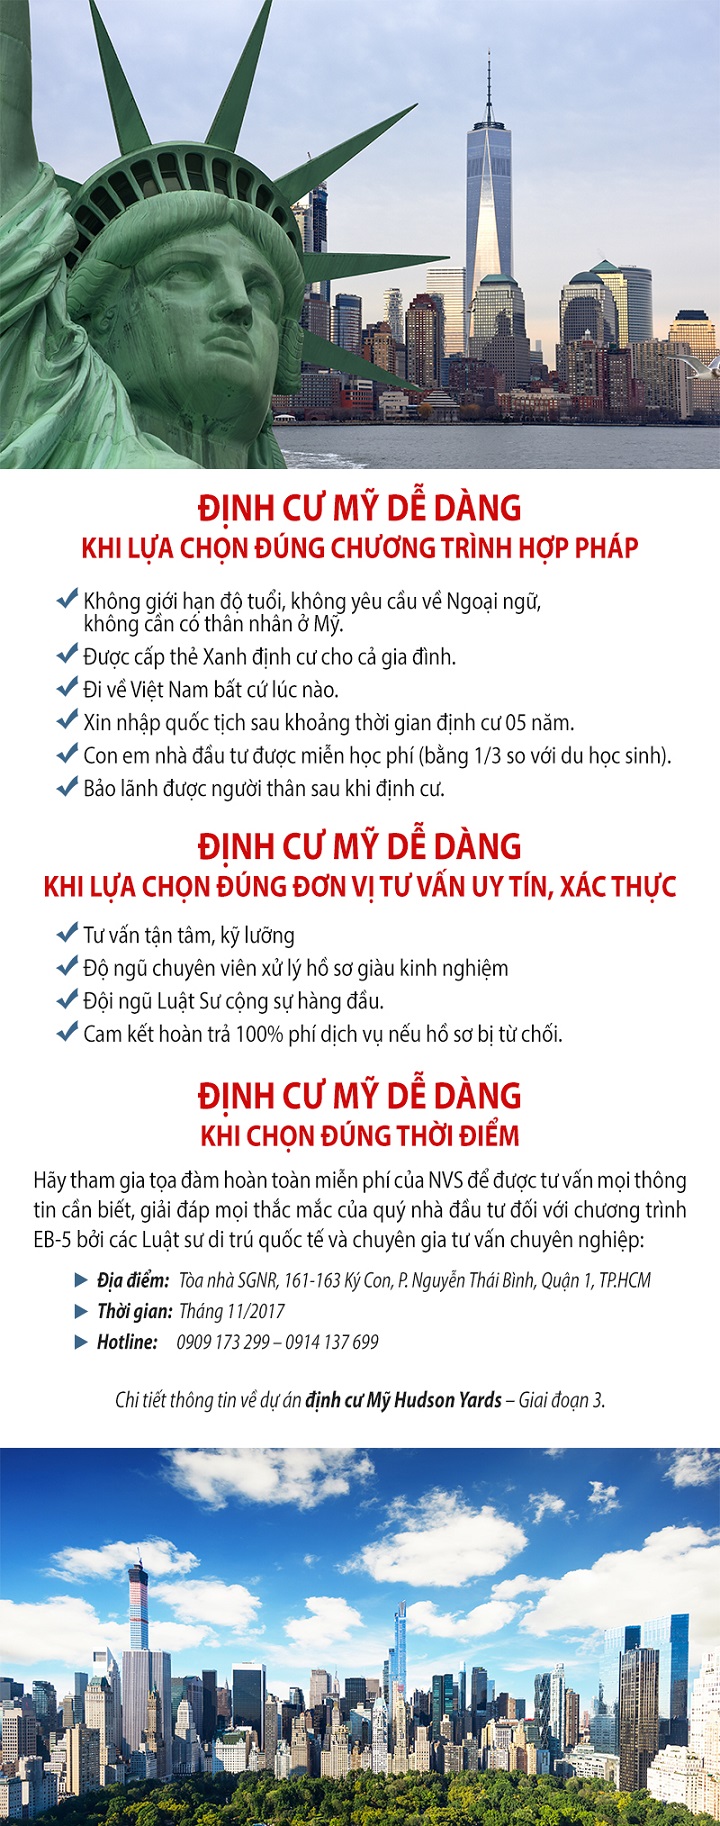 ĐỊNH CƯ MỸ DỄ DÀNG
KHI LỰA CHỌN ĐÚNG CHƯƠNG TRÌNH HỢP PHÁP
Không giới hạn độ tuổi, không yêu cầu về Ngoại ngữ,
không cần có thân nhân ở Mỹ.
Được cấp thẻ Xanh định cư cho cả gia đình.
Đi về Việt Nam bất cứ lúc nào.
Xin nhập quốc tịch sau khoảng thời gian định cư 05 năm.
Con em nhà đầu tư được miễn học phí (bằng 1/3 so với du học sinh).
Bảo lãnh được người thân sau khi định cư.
ĐỊNH CƯ MỸ DỄ DÀNG
KHI LỰA CHỌN ĐÚNG ĐƠN VỊ TƯ VẤN UY TÍN, XÁC THỰC
Tư vấn tận tâm, kỹ lưỡng
Độ ngũ chuyên viên xử lý hồ sơ giàu kinh nghiệm
Đội ngũ Luật Sư cộng sự hàng đầu.
Cam kết hoàn trả 100% phí dịch vụ nếu hồ sơ bị từ chối.
ĐỊNH CƯ MỸ DỄ DÀNG
KHI CHỌN ĐÚNG THỜI ĐIỂM
Hãy tham gia tọa đàm hoàn toàn miễn phí của NVS để được tư vấn mọi thông
tin cần biết, giải đáp mọi thắc mắc của quý nhà đầu tư đối với chương trình
EB-5 bởi các Luật sư di trú quốc tế và chuyên gia tư vấn chuyên nghiệp:
Địa điểm: Tòa nhà SGNR, 161-163 Ký Con, P. Nguyễn Thái Bình, Quận 1, TP.HCM
Thời gian: Tháng 11/2017
Hotline: 0909 173 299 – 0914 137 699
Chi tiết thông tin về dự án định cư Mỹ Hudson Yards – Giai đoạn 3.